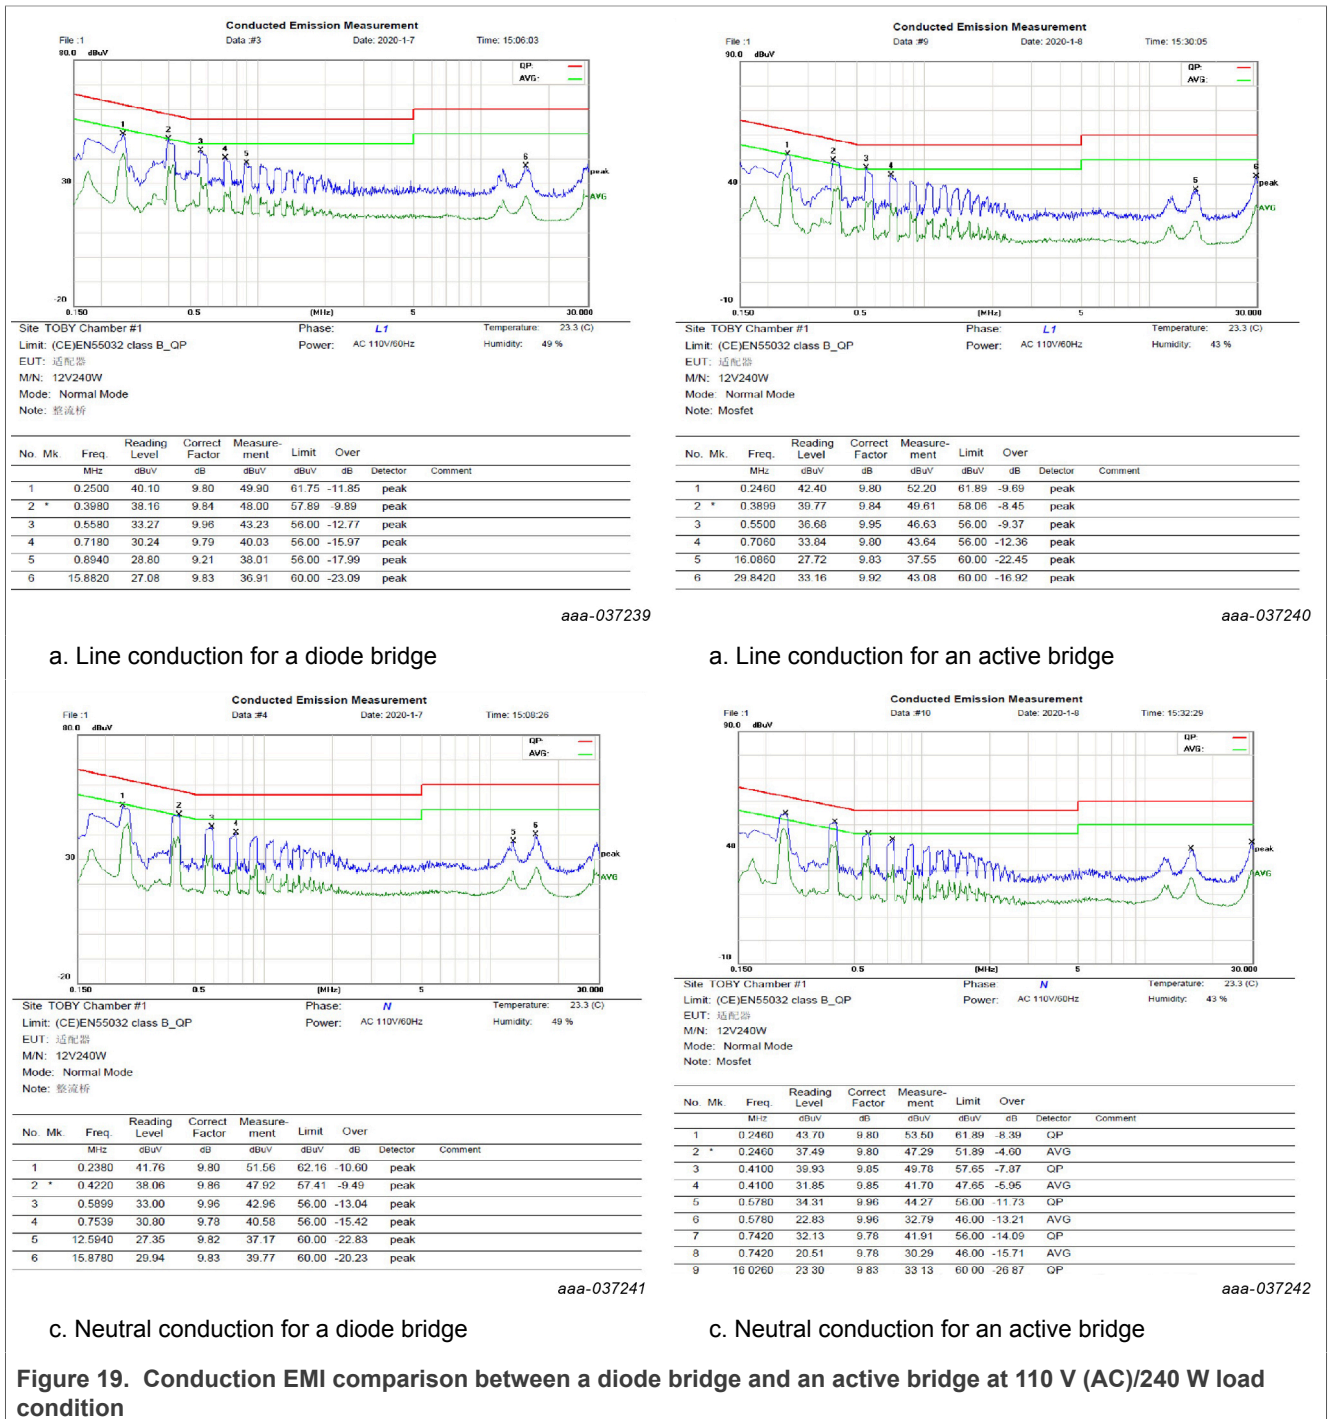 Conducted Emission Measurement
File :1 Data :#3 Date: 2020-1-7 Time: 15:06:03
80.0 dBuV
QP:
AVG:
1 2 3 4 5 6
30
peak
AVG
-20
0.150 0.5 (MHz) 5 30.000
Site TOBY Chamber #1 Phase: L1 Temperature: 23.3 (C)
Limit: (CE)EN55032 class B_QP Power: AC 110V/60Hz Humidity: 49 %
EUT: 适配器
M/N: 12V240W
Mode: Normal Mode
Note: 整流桥
No. Mk. Freq. Reading Level Correct Factor Measure-ment Limit Over
MHz dBuV dB dBuV dBuV dB Detector Comment
1 0.2500 40.10 9.80 49.90 61.75 -11.85 peak
2 * 0.3980 38.16 9.84 48.00 57.89 -9.89 peak
3 0.5580 33.27 9.96 43.23 56.00 -12.77 peak
4 0.7180 30.24 9.79 40.03 56.00 -15.97 peak
5 0.8940 28.80 9.21 38.01 56.00 -17.99 peak
6 15.8820 27.08 9.83 36.91 60.00 -23.09 peak
aaa-037239
a. Line conduction for a diode bridge
Conducted Emission Measurement
File :1 Data :#9 Date: 2020-1-8 Time: 15:30:05
90.0 dBuV
QP:
AVG:
1 2 3 4 5 6
40
peak
AVG
-10
0.150 0.5 (MHz) 5 30.000
Site TOBY Chamber #1 Phase: L1 Temperature: 23.3 (C)
Limit: (CE)EN55032 class B_QP Power: AC 110V/60Hz Humidity: 43 %
EUT: 适配器
M/N: 12V240W
Mode: Normal Mode
Note: Mosfet
No. Mk. Freq. Reading Level Correct Factor Measure-ment Limit Over
MHz dBuV dB dBuV dBuV dB Detector Comment
1 0.2460 42.40 9.80 52.20 61.89 -9.69 peak
2 * 0.3899 39.77 9.84 49.61 58.06 -8.45 peak
3 0.5500 36.68 9.95 46.63 56.00 -9.37 peak
4 0.7060 33.84 9.80 43.64 56.00 -12.36 peak
5 16.0860 27.72 9.83 37.55 60.00 -22.45 peak
6 29.8420 33.16 9.92 43.08 60.00 -16.92 peak
aaa-037240
a. Line conduction for an active bridge
Conducted Emission Measurement
File :1 Data :#4 Date: 2020-1-7 Time: 15:08:26
80.0 dBuV
QP:
AVG:
1 2 3 4 5 6
30
peak
AVG
-20
0.150 0.5 (MHz) 5 30.000
Site TOBY Chamber #1 Phase: N Temperature: 23.3 (C)
Limit: (CE)EN55032 class B_QP Power: AC 110V/60Hz Humidity: 49 %
EUT: 适配器
M/N: 12V240W
Mode: Normal Mode
Note: 整流桥
No. Mk. Freq. Reading Level Correct Factor Measure-ment Limit Over
MHz dBuV dB dBuV dBuV dB Detector Comment
1 0.2380 41.76 9.80 51.56 62.16 -10.60 peak
2 * 0.4220 38.06 9.86 47.92 57.41 -9.49 peak
3 0.5899 33.00 9.96 42.96 56.00 -13.04 peak
4 0.7539 30.80 9.78 40.58 56.00 -15.42 peak
5 12.5940 27.35 9.82 37.17 60.00 -22.83 peak
6 15.8780 29.94 9.83 39.77 60.00 -20.23 peak
aaa-037241
c. Neutral conduction for a diode bridge
Conducted Emission Measurement
File :1 Data :#10 Date: 2020-1-8 Time: 15:32:29
90.0 dBuV
QP:
AVG:
40
peak
AVG
-10
0.150 0.5 (MHz) 5 30.000
Site TOBY Chamber #1 Phase: N Temperature: 23.3 (C)
Limit: (CE)EN55032 class B_QP Power: AC 110V/60Hz Humidity: 43 %
EUT: 适配器
M/N: 12V240W
Mode: Normal Mode
Note: Mosfet
No. Mk. Freq. Reading Level Correct Factor Measure-ment Limit Over
MHz dBuV dB dBuV dBuV dB Detector Comment
1 0.2460 43.70 9.80 53.50 61.89 -8.39 QP
2 * 0.2460 37.49 9.80 47.29 51.89 -4.60 AVG
3 0.4100 39.93 9.85 49.78 57.65 -7.87 QP
4 0.4100 31.85 9.85 41.70 47.65 -5.95 AVG
5 0.5780 34.31 9.96 44.27 56.00 -11.73 QP
6 0.5780 22.83 9.96 32.79 46.00 -13.21 AVG
7 0.7420 32.13 9.78 41.91 56.00 -14.09 QP
8 0.7420 20.51 9.78 30.29 46.00 -15.71 AVG
9 16.0260 23.30 9.83 33.13 60.00 -26.87 QP
aaa-037242
c. Neutral conduction for an active bridge
Figure 19. Conduction EMI comparison between a diode bridge and an active bridge at 110 V (AC)/240 W load
condition